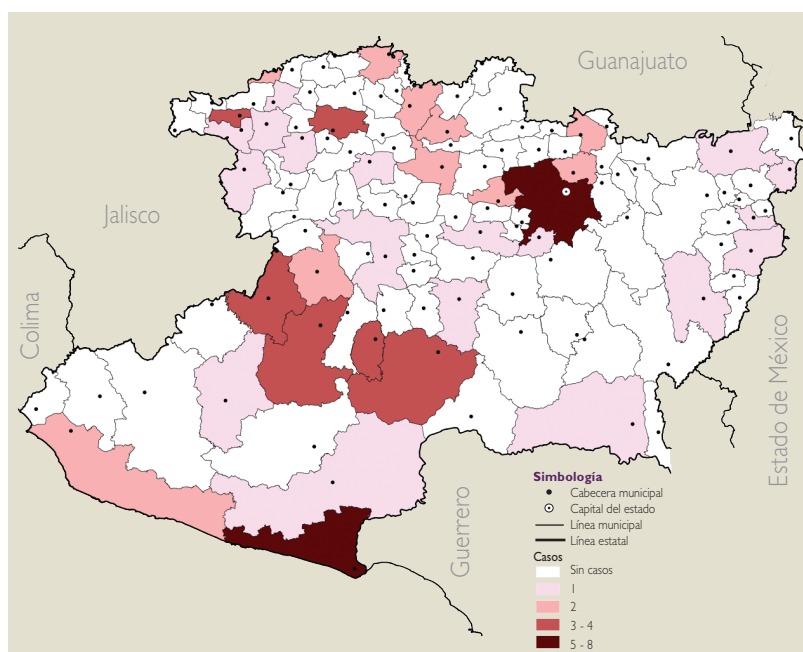 Guanajuato
Jalisco
Colima
Estado de México
Guerrero
Simbología
Cabecera municipal
Capital del estado
Línea municipal
Línea estatal
Casos
Sin casos
1
2
3 - 4
5 - 8